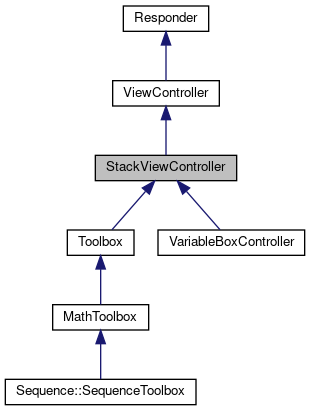 Responder
ViewController
StackViewController
Toolbox
VariableBoxController
MathToolbox
Sequence::SequenceToolbox